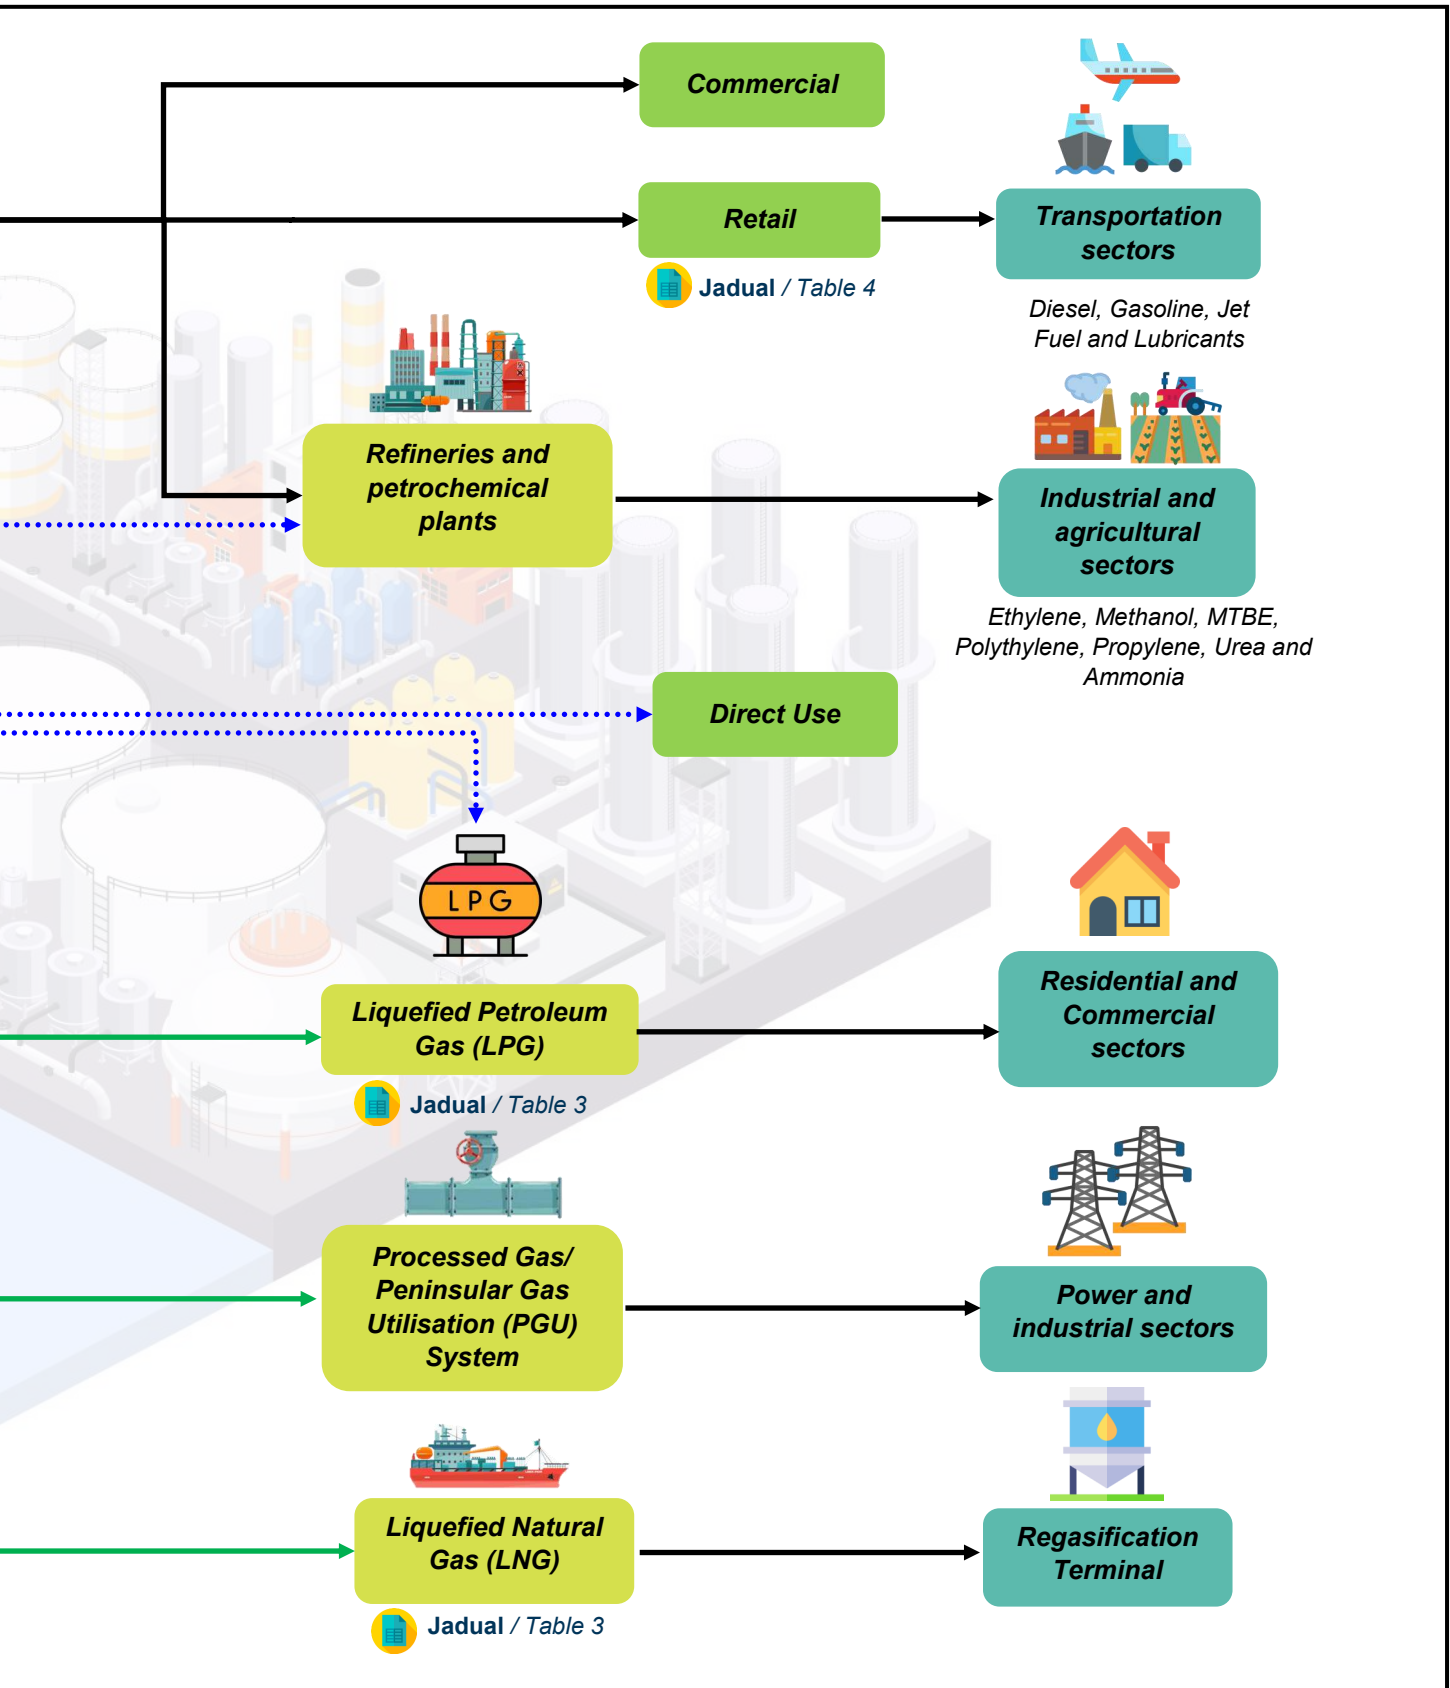 Commercial
Retail
Jadual / Table 4
Transportation
sectors
Diesel, Gasoline, Jet
Fuel and Lubricants
Refineries and
petrochemical
plants
Industrial and
agricultural
sectors
Ethylene, Methanol, MTBE,
Polythylene, Propylene, Urea and
Ammonia
Direct Use
LPG
Liquefied Petroleum
Gas (LPG)
Jadual / Table 3
Residential and
Commercial
sectors
Processed Gas/
Peninsular Gas
Utilisation (PGU)
System
Power and
industrial sectors
Liquefied Natural
Gas (LNG)
Jadual / Table 3
Regasification
Terminal